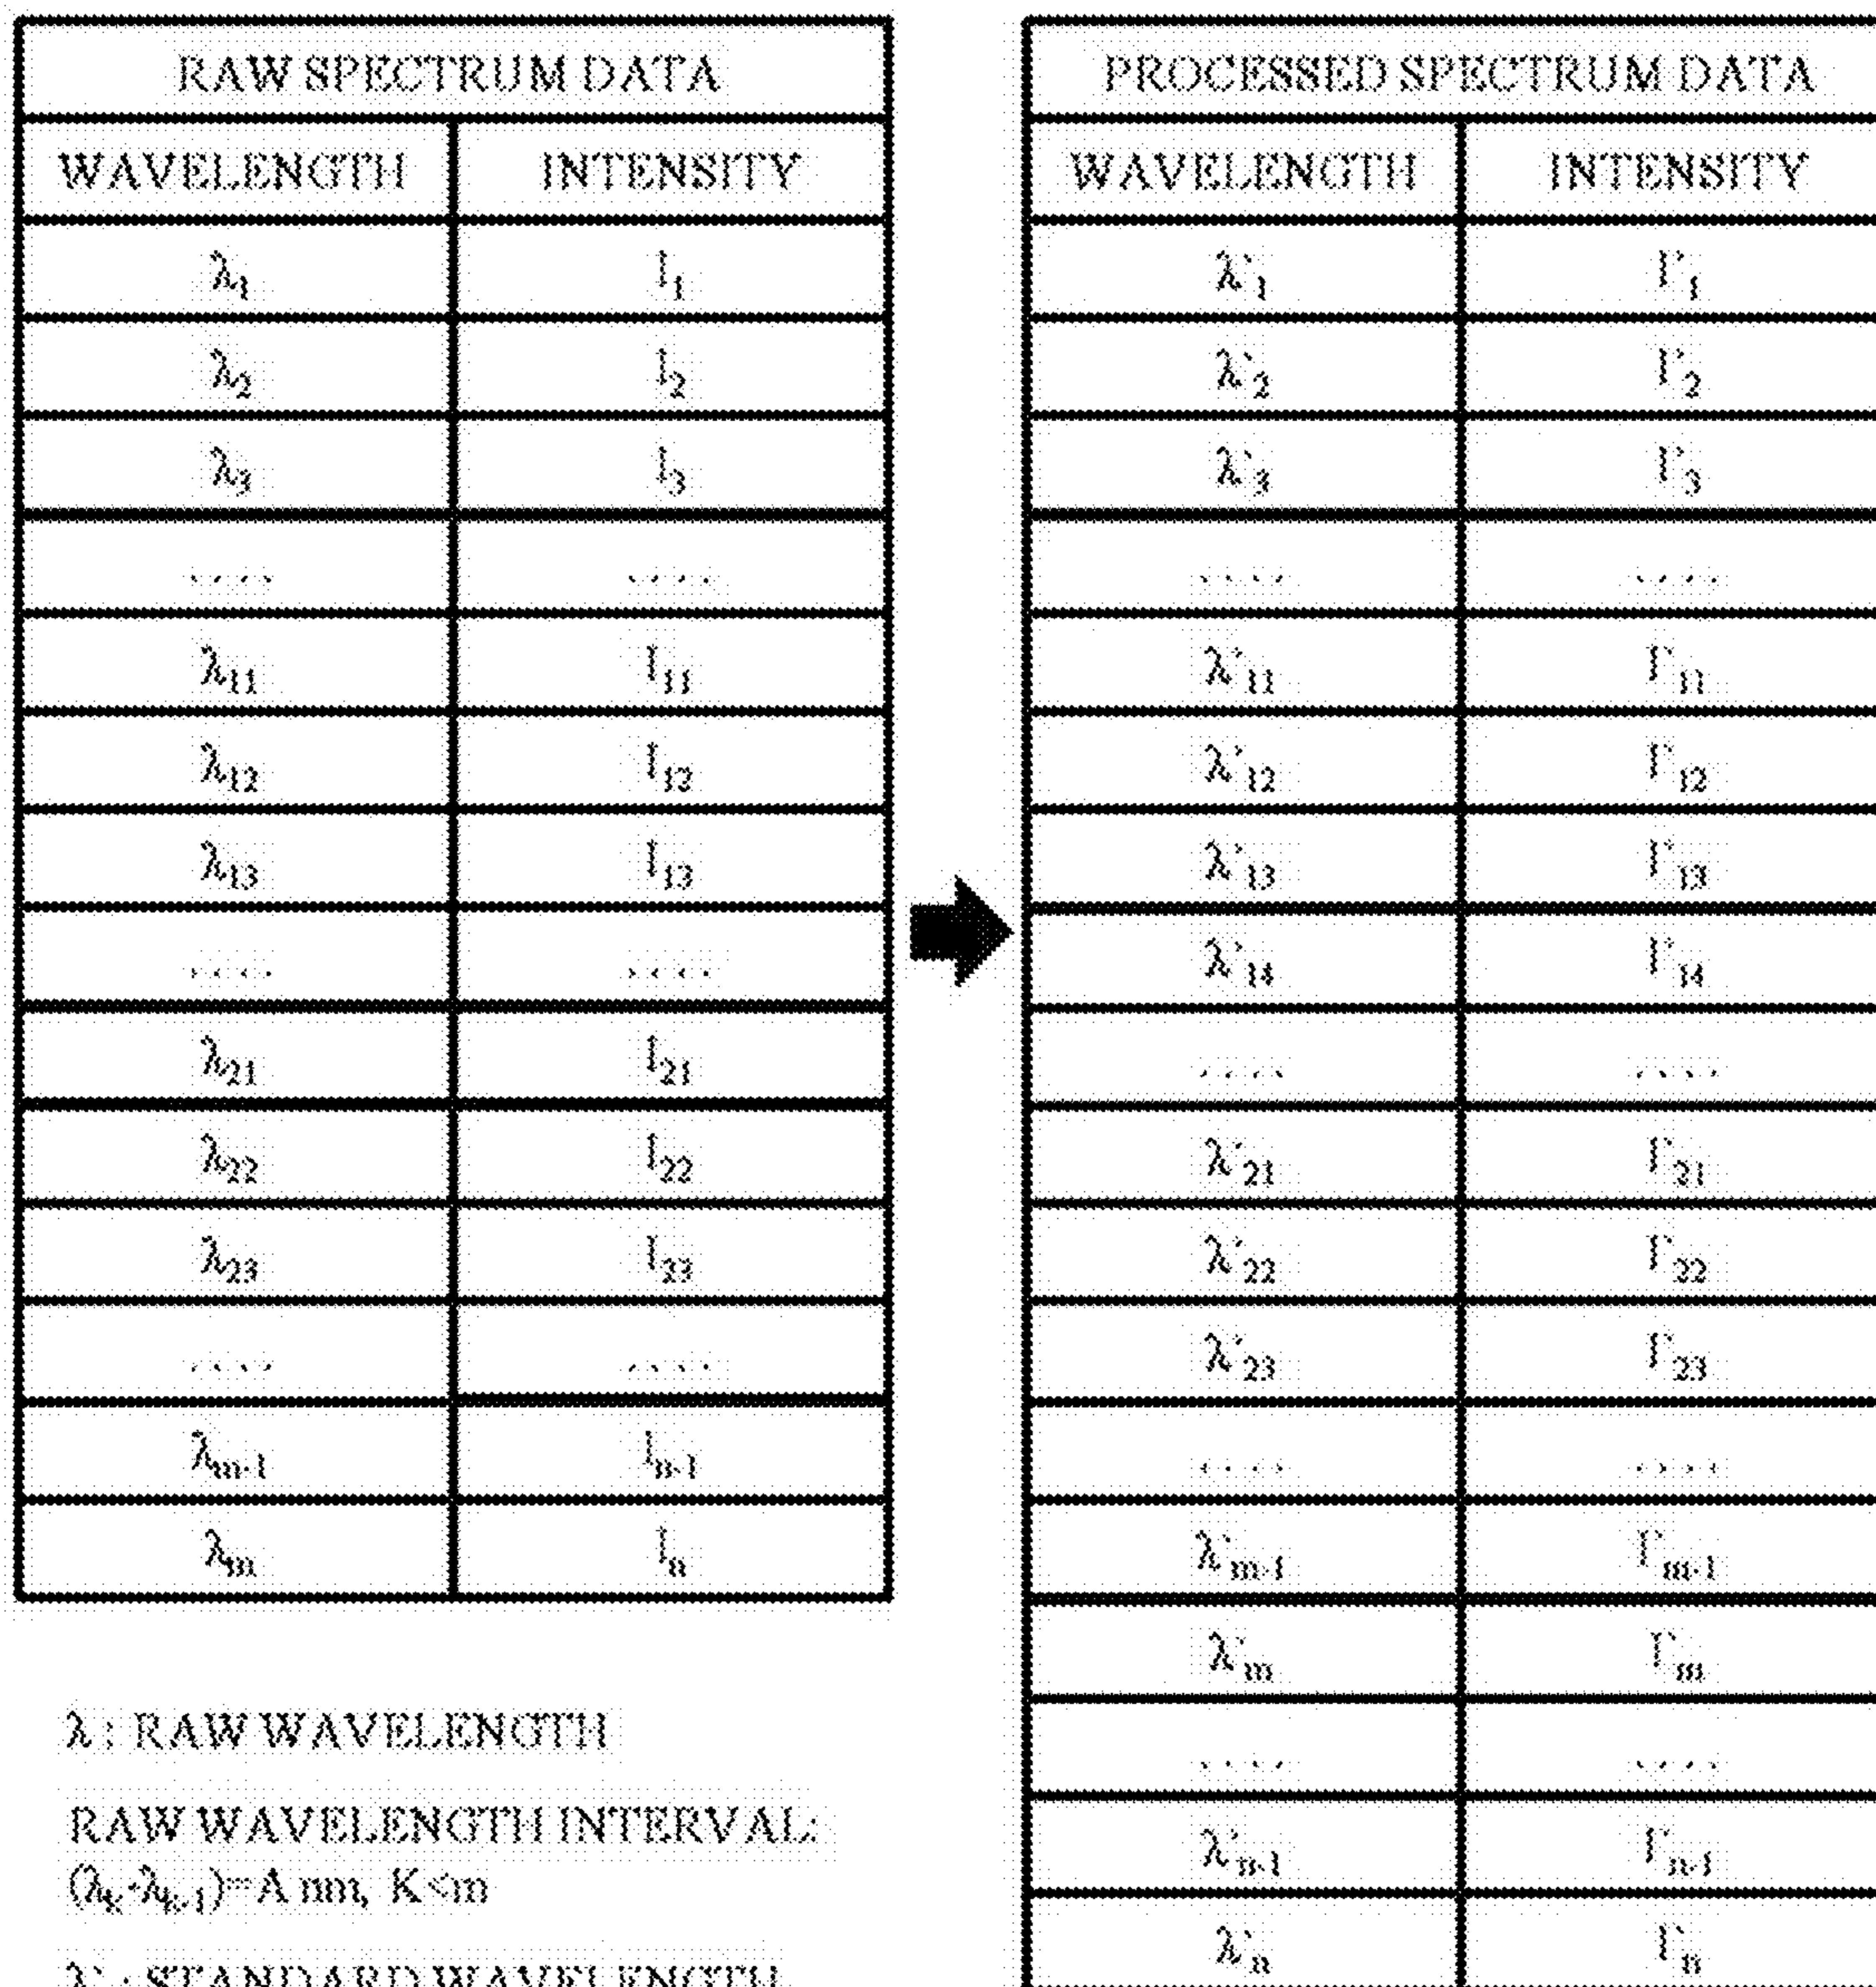 RAW SPECTRUM DATA
WAVELENGTH INTENSITY
λ₁ I₁
λ₂ I₂
λ₃ I₃
.... ....
λ₁₁ I₁₁
λ₁₂ I₁₂
λ₁₃ I₁₃
.... ....
λ₂₁ I₂₁
λ₂₂ I₂₂
λ₂₃ I₂₃
.... ....
λm-1 In-1
λm In
λ : RAW WAVELENGTH
RAW WAVELENGTH INTERVAL:
(λk-λk-1)=A nm, K<m
λ' : STANDARD WAVELENGTH
PROCESSED SPECTRUM DATA
WAVELENGTH INTENSITY
λ'₁ I'₁
λ'₂ I'₂
λ'₃ I'₃
.... ....
λ'₁₁ I'₁₁
λ'₁₂ I'₁₂
λ'₁₃ I'₁₃
λ'₁₄ I'₁₄
.... ....
λ'₂₁ I'₂₁
λ'₂₂ I'₂₂
λ'₂₃ I'₂₃
.... ....
λ'm-1 I'm-1
λ'm I'm
.... ....
λ'n-1 I'n-1
λ'n I'n